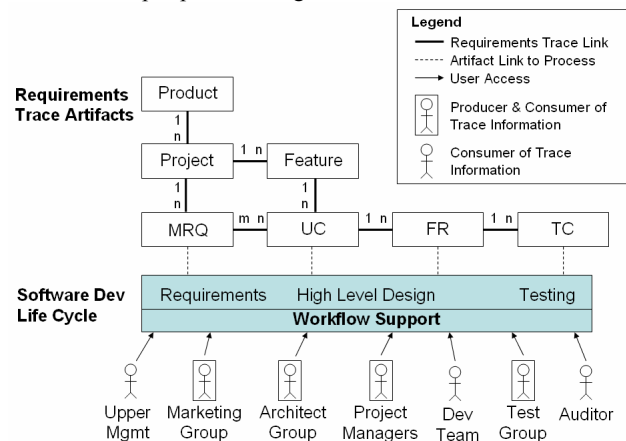 Legend
Requirements Trace Link
Artifact Link to Process
User Access
Producer & Consumer of
Trace Information
Consumer of Trace
Information
Requirements
Trace Artifacts
Product
1
n
Project
1 n
Feature
1
n
1
n
MRQ
m n
UC
1 n
FR
1 n
TC
Software Dev
Life Cycle
Requirements High Level Design Testing
Workflow Support
Upper
Mgmt
Marketing
Group
Architect
Group
Project
Managers
Dev
Team
Test
Group
Auditor